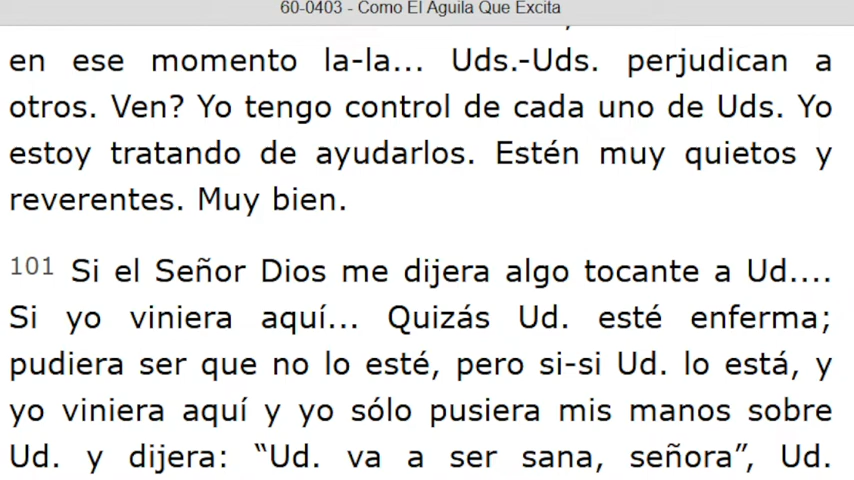 60-0403 - Como El Aguila Que Excita
en ese momento la-la... Uds.-Uds. perjudican a
otros. Ven? Yo tengo control de cada uno de Uds. Yo
estoy tratando de ayudarlos. Estén muy quietos y
reverentes. Muy bien.
101 Si el Señor Dios me dijera algo tocante a Ud....
Si yo viniera aquí... Quizás Ud. esté enferma;
pudiera ser que no lo esté, pero si-si Ud. lo está, y
yo viniera aquí y yo sólo pusiera mis manos sobre
Ud. y dijera: “Ud. va a ser sana, señora”, Ud.